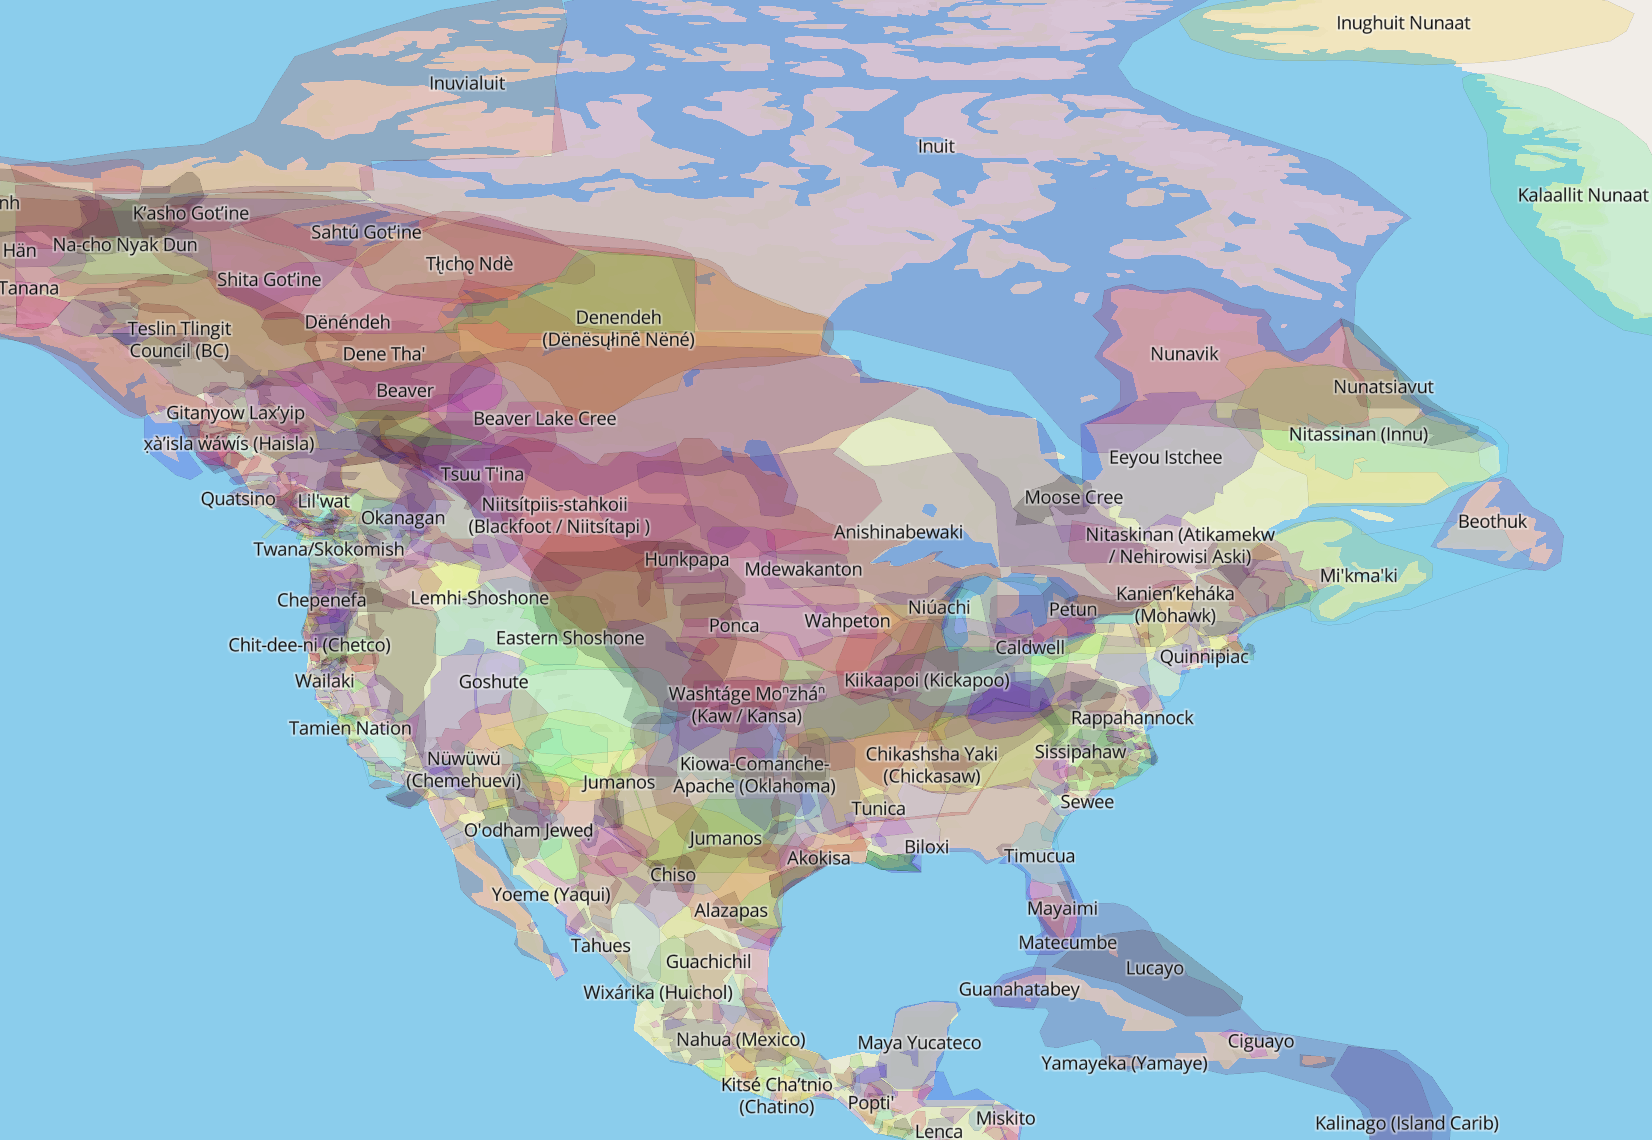 Inughuit Nunaat
Inuvialuit
Inuit
Kalaallit Nunaat
nh
K'asho Got'ine
Hän
Na-cho Nyak Dun
Sahtú Got'ine
Tłı̨chǫ Ndè
Shita Got'ine
Tanana
Dënéndeh
Denendeh
(Dënësųłiné Nëné)
Teslin Tlingit
Council (BC)
Dene Tha'
Nunavik
Nunatsiavut
Beaver
Gitanyow Lax'yip
Beaver Lake Cree
Nitassinan (Innu)
x̄à'isla w̓áwís (Haisla)
Eeyou Istchee
Tsuu T'ina
Quatsino
Lil'wat
Niitsítpiis-stahkoii
(Blackfoot / Niitsítapi )
Moose Cree
Okanagan
Beothuk
Anishinabewaki
Nitaskinan (Atikamekw
/ Nehirowisi Aski)
Twana/Skokomish
Hunkpapa
Mdewakanton
Mi'kma'ki
Chepenefa
Lemhi-Shoshone
Niúachi
Petun
Kanien'kehá꞉ka
(Mohawk)
Ponca
Wahpeton
Chit-dee-ni (Chetco)
Eastern Shoshone
Caldwell
Quinnipiac
Wailaki
Goshute
Kiikaapoi (Kickapoo)
Washtáge Moⁿzháⁿ
(Kaw / Kansa)
Tamien Nation
Rappahannock
Nüwüwü
(Chemehuevi)
Jumanos
Kiowa-Comanche-
Apache (Oklahoma)
Chikashsha Yaki
(Chickasaw)
Sissipahaw
Tunica
Sewee
O'odham Jeweḍ
Jumanos
Akokisa
Biloxi
Timucua
Chiso
Yoeme (Yaqui)
Alazapas
Mayaimi
Tahues
Matecumbe
Guachichil
Lucayo
Wixárika (Huichol)
Guanahatabey
Nahua (Mexico)
Maya Yucateco
Ciguayo
Yamayeka (Yamaye)
Kitsé Cha'tnio
(Chatino)
Popti'
Miskito
Kalinago (Island Carib)
Lenca